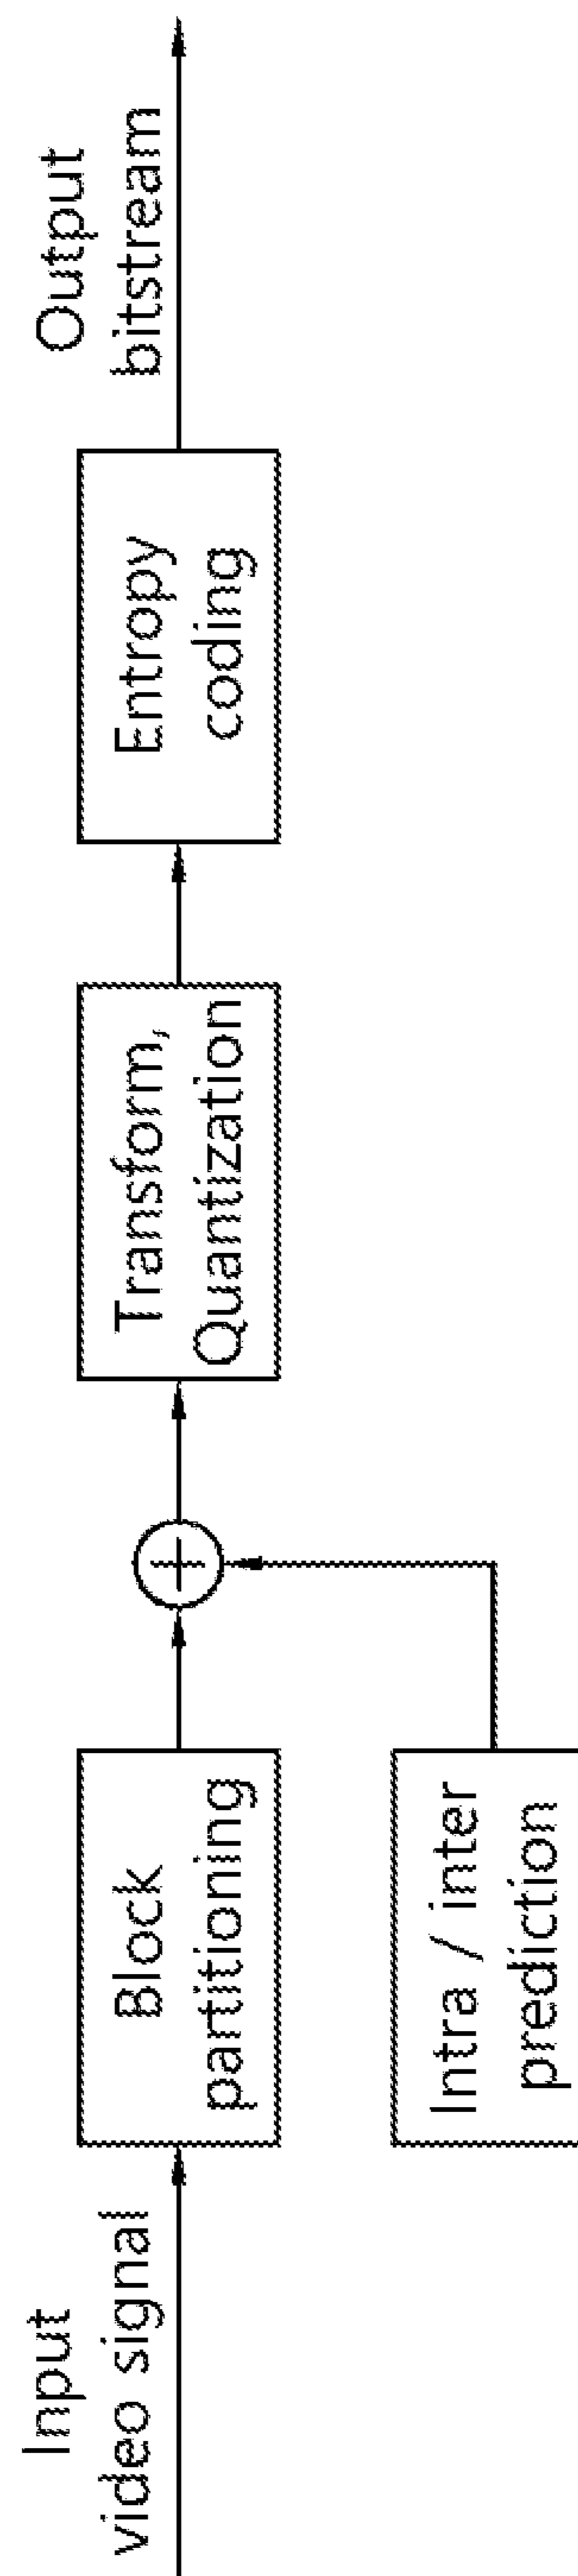 Input
video signal
Block
partitioning
Intra / inter
prediction
Transform,
Quantization
Entropy
coding
Output
bitstream